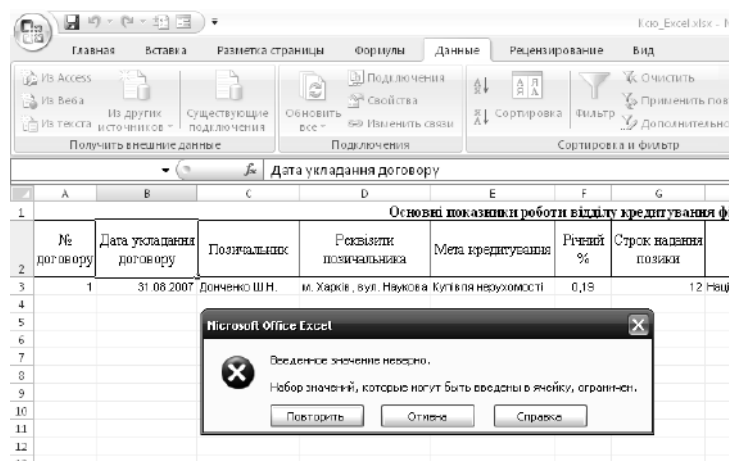 Kсю_Excel.xlsx - M
Главная Вставка Разметка страницы Формулы Данные Рецензирование Вид
Из Access
Из Веба
Из текста
Из других источников
Существующие подключения
Получить внешние данные
Обновить все
Подключения
Свойства
Изменить связи
Подключения
Сортировка
Фильтр
Очистить
Применить пов
Дополнительно
Сортировка и фильтр
fx Дата укладання договору
A B C D E F G
1 Основні показники роботи відділу кредитування ф
2 № договору Дата укладання договору Позичальник Реквізити позичальника Мета кредитування Річний % Строк надання позики
3 1 31.08.2007 Донченко Ш.Н. м. Харків, вул. Наукова Купівля нерухомості 0,19 12 Наці
4
5
6
7
8
9
10
11
12
Microsoft Office Excel
Введенное значение неверно.
Набор значений, которые могут быть введены в ячейку, ограничен.
Повторить Отмена Справка